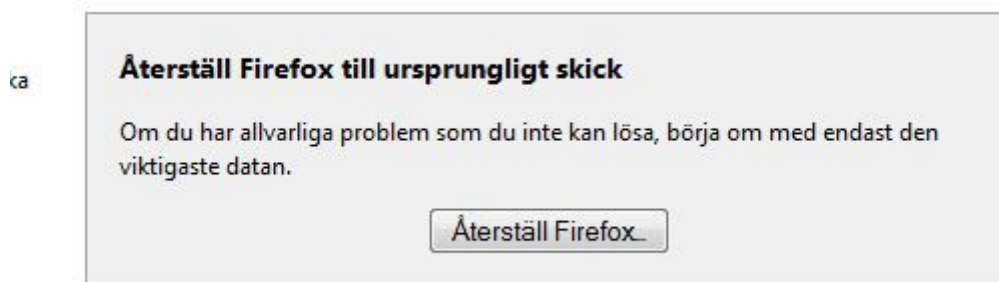 Återställ Firefox till ursprungligt skick
ka
Om du har allvarliga problem som du inte kan lösa, börja om med endast den
viktigaste datan.
Återställ Firefox...